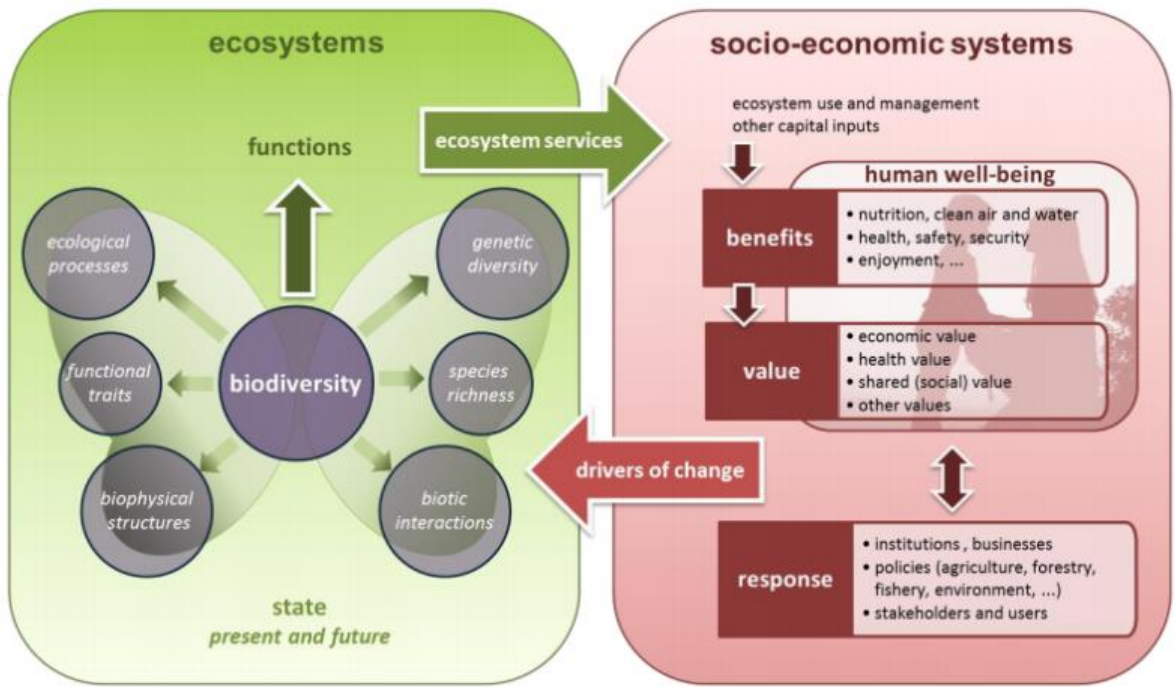 ecosystems
functions
ecological
processes
genetic
diversity
functional
traits
biodiversity
species
richness
biophysical
structures
biotic
interactions
state
present and future
ecosystem services
drivers of change
socio-economic systems
ecosystem use and management
other capital inputs
human well-being
benefits
• nutrition, clean air and water
• health, safety, security
• enjoyment, ...
value
• economic value
• health value
• shared (social) value
• other values
response
• institutions , businesses
• policies (agriculture, forestry,
fishery, environment, ...)
• stakeholders and users